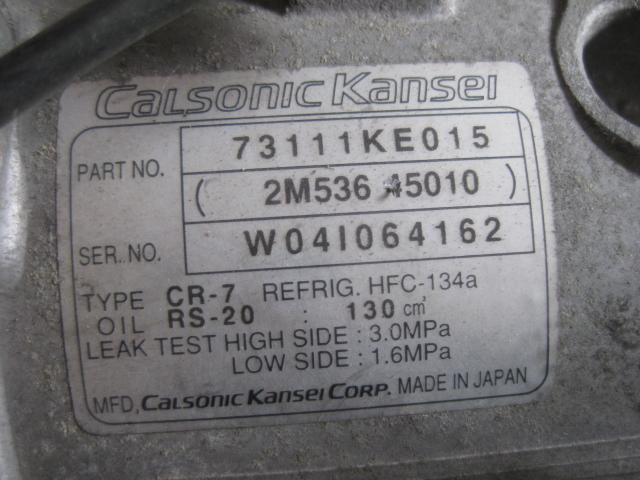 CALSONIC KANSEI
PART NO. 73111KE015
( 2M536 45010 )
SER. NO. W04I064162
TYPE CR-7 REFRIG. HFC-134a
OIL RS-20 : 130 cm³
LEAK TEST HIGH SIDE : 3.0MPa
LOW SIDE : 1.6MPa
MFD, CALSONIC KANSEI CORP. MADE IN JAPAN